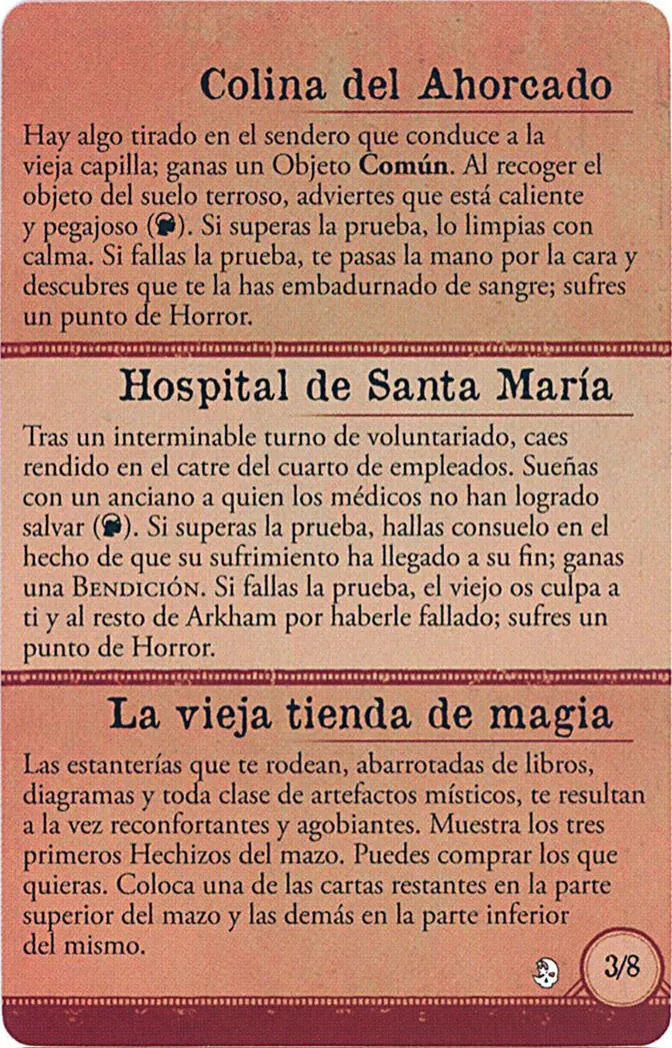 Colina del Ahorcado
Hay algo tirado en el sendero que conduce a la
vieja capilla; ganas un Objeto Común. Al recoger el
objeto del suelo terroso, adviertes que está caliente
y pegajoso (). Si superas la prueba, lo limpias con
calma. Si fallas la prueba, te pasas la mano por la cara y
descubres que te la has embadurnado de sangre; sufres
un punto de Horror.
Hospital de Santa María
Tras un interminable turno de voluntariado, caes
rendido en el catre del cuarto de empleados. Sueñas
con un anciano a quien los médicos no han logrado
salvar (). Si superas la prueba, hallas consuelo en el
hecho de que su sufrimiento ha llegado a su fin; ganas
una BENDICIÓN. Si fallas la prueba, el viejo os culpa a
ti y al resto de Arkham por haberle fallado; sufres un
punto de Horror.
La vieja tienda de magia
Las estanterías que te rodean, abarrotadas de libros,
diagramas y toda clase de artefactos místicos, te resultan
a la vez reconfortantes y agobiantes. Muestra los tres
primeros Hechizos del mazo. Puedes comprar los que
quieras. Coloca una de las cartas restantes en la parte
superior del mazo y las demás en la parte inferior
del mismo.
3/8